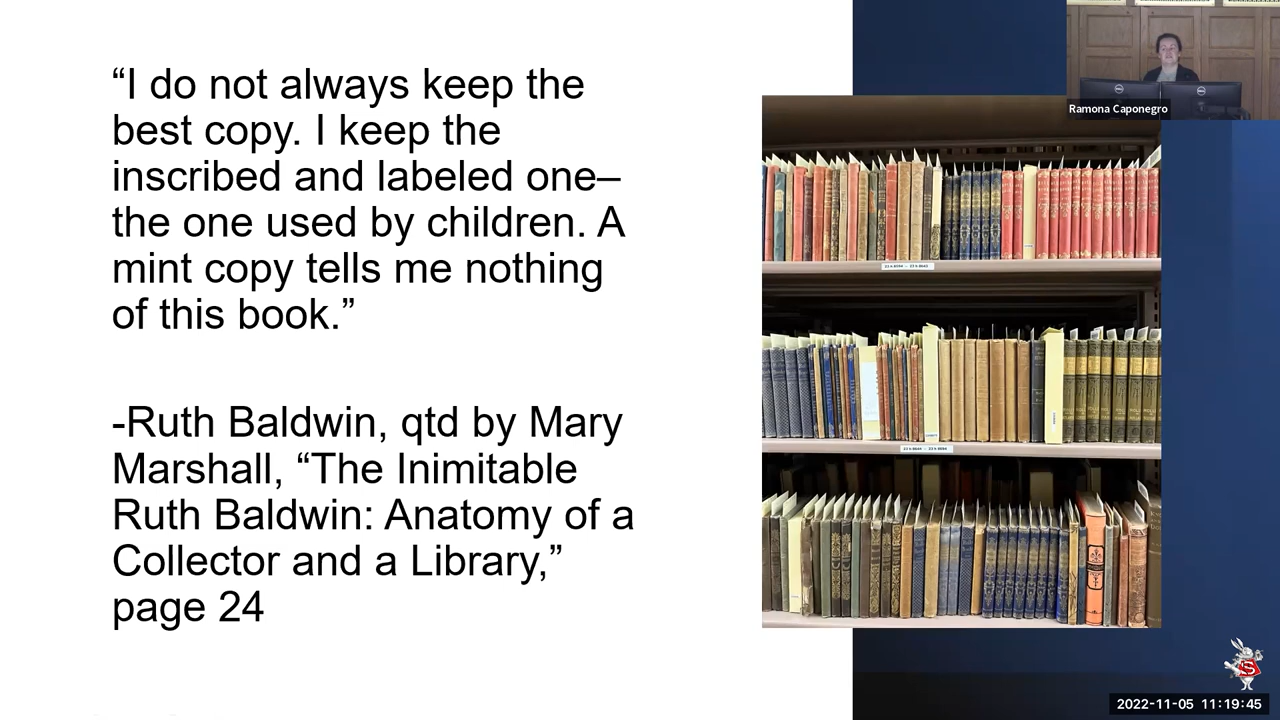 “I do not always keep the
best copy. I keep the
inscribed and labeled one–
the one used by children. A
mint copy tells me nothing
of this book.”
-Ruth Baldwin, qtd by Mary
Marshall, “The Inimitable
Ruth Baldwin: Anatomy of a
Collector and a Library,”
page 24
Ramona Caponegro
S
2022-11-05 11:19:45